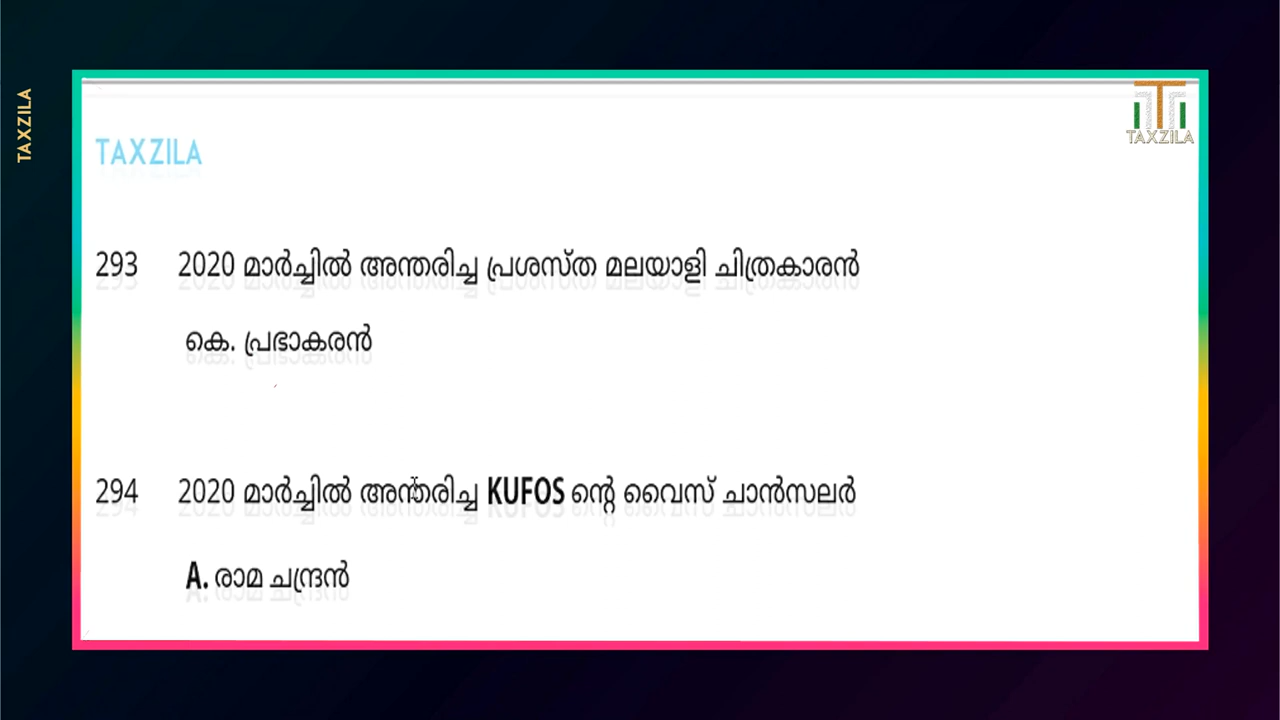 TAXZILA
TAXZILA
TAXZILA
293 2020 മാർച്ചിൽ അന്തരിച്ച പ്രശസ്ത മലയാളി ചിത്രകാരൻ
കെ. പ്രഭാകരൻ
294 2020 മാർച്ചിൽ അന്തരിച്ച KUFOS ന്റെ വൈസ് ചാൻസലർ
A. രാമ ചന്ദ്രൻ